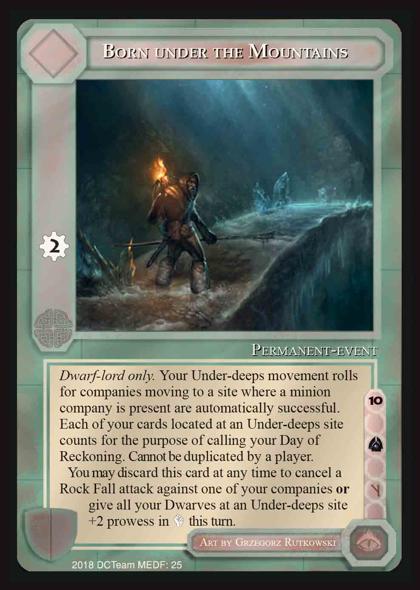 Born under the Mountains
2
Permanent-event
Dwarf-lord only. Your Under-deeps movement rolls
for companies moving to a site where a minion
company is present are automatically successful.
Each of your cards located at an Under-deeps site
counts for the purpose of calling your Day of
Reckoning. Cannot be duplicated by a player.
You may discard this card at any time to cancel a
Rock Fall attack against one of your companies or
give all your Dwarves at an Under-deeps site
+2 prowess in this turn.
10
Art by Grzegorz Rutkowski
2018 DCTeam MEDF: 25